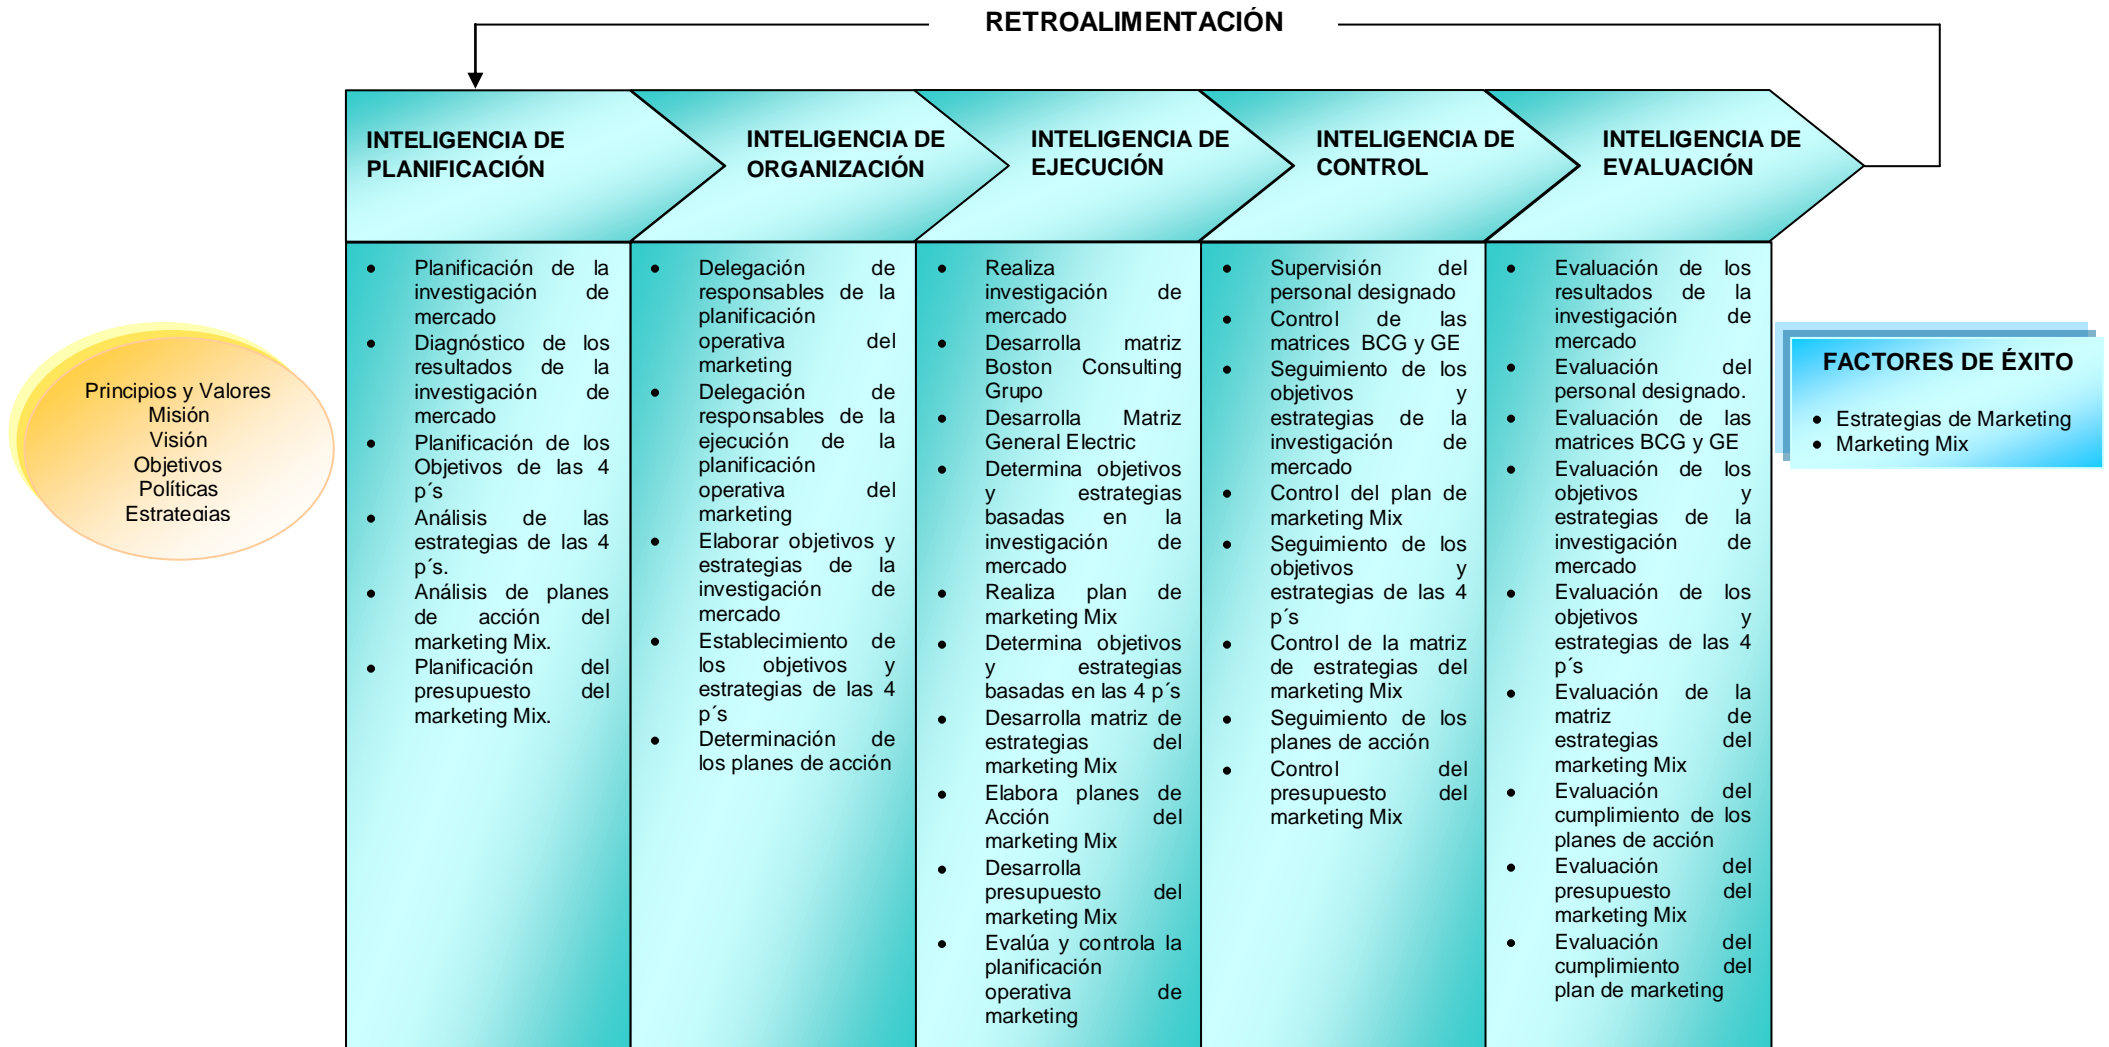 RETROALIMENTACIÓN
INTELIGENCIA DE
PLANIFICACIÓN
INTELIGENCIA DE
ORGANIZACIÓN
INTELIGENCIA DE
EJECUCIÓN
INTELIGENCIA DE
CONTROL
INTELIGENCIA DE
EVALUACIÓN
Principios y Valores
Misión
Visión
Objetivos
Políticas
Estrategias
• Planificación de la
investigación de
mercado
• Diagnóstico de los
resultados de la
investigación de
mercado
• Planificación de los
Objetivos de las 4
p´s
• Análisis de las
estrategias de las 4
p´s.
• Análisis de planes
de acción del
marketing Mix.
• Planificación del
presupuesto del
marketing Mix.
• Delegación de
responsables de la
planificación
operativa del
marketing
• Delegación de
responsables de la
ejecución de la
planificación
operativa del
marketing
• Elaborar objetivos y
estrategias de la
investigación de
mercado
• Establecimiento de
los objetivos y
estrategias de las 4
p´s
• Determinación de
los planes de acción
• Realiza
investigación de
mercado
• Desarrolla matriz
Boston Consulting
Grupo
• Desarrolla Matriz
General Electric
• Determina objetivos
y estrategias
basadas en la
investigación de
mercado
• Realiza plan de
marketing Mix
• Determina objetivos
y estrategias
basadas en las 4 p´s
• Desarrolla matriz de
estrategias del
marketing Mix
• Elabora planes de
Acción del
marketing Mix
• Desarrolla
presupuesto del
marketing Mix
• Evalúa y controla la
planificación
operativa de
marketing
• Supervisión del
personal designado
• Control de las
matrices BCG y GE
• Seguimiento de los
objetivos y
estrategias de la
investigación de
mercado
• Control del plan de
marketing Mix
• Seguimiento de los
objetivos y
estrategias de las 4
p´s
• Control de la matriz
de estrategias del
marketing Mix
• Seguimiento de los
planes de acción
• Control del
presupuesto del
marketing Mix
• Evaluación de los
resultados de la
investigación de
mercado
• Evaluación del
personal designado.
• Evaluación de las
matrices BCG y GE
• Evaluación de los
objetivos y
estrategias de la
investigación de
mercado
• Evaluación de los
objetivos y
estrategias de las 4
p´s
• Evaluación de la
matriz de
estrategias del
marketing Mix
• Evaluación del
cumplimiento de los
planes de acción
• Evaluación del
presupuesto del
marketing Mix
• Evaluación del
cumplimiento del
plan de marketing
FACTORES DE ÉXITO
• Estrategias de Marketing
• Marketing Mix